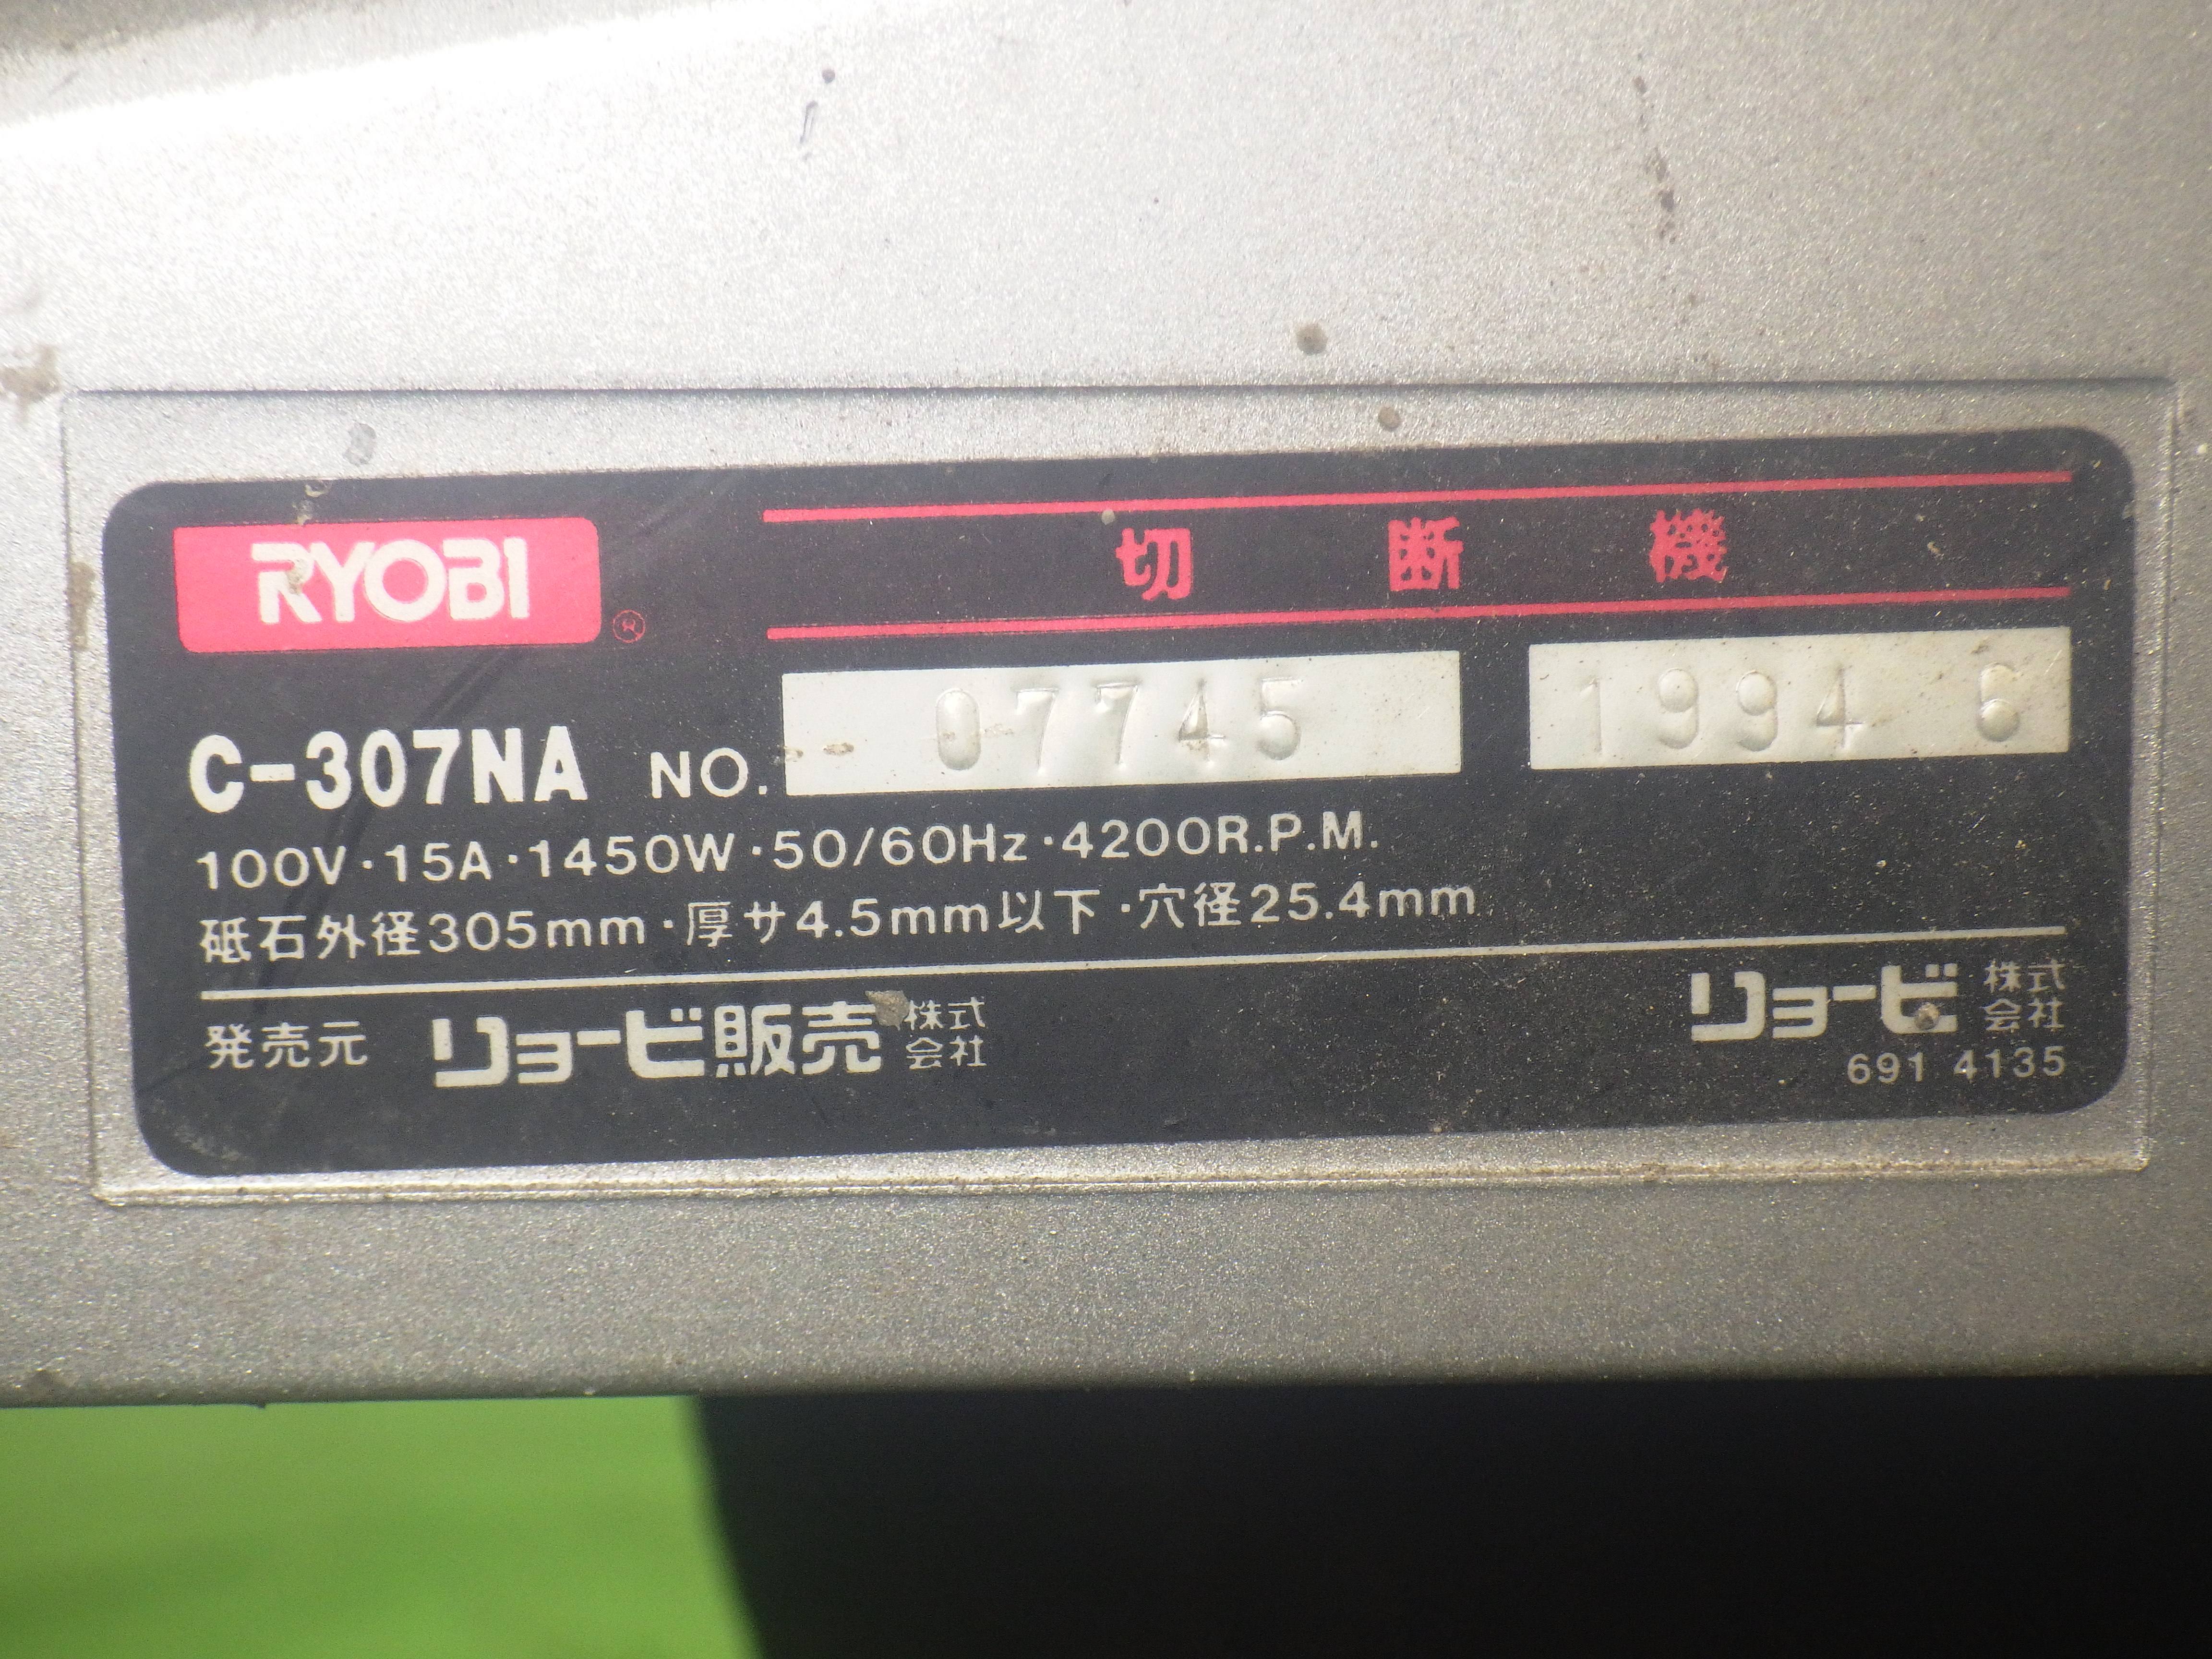 RYOBI ®
切断機
C-307NA NO. 07745 1994 6
100V・15A・1450W・50/60Hz・4200R.P.M.
砥石外径305mm・厚サ4.5mm以下・穴径25.4mm
発売元 リョービ販売株式会社
リョービ株式会社
691 4135